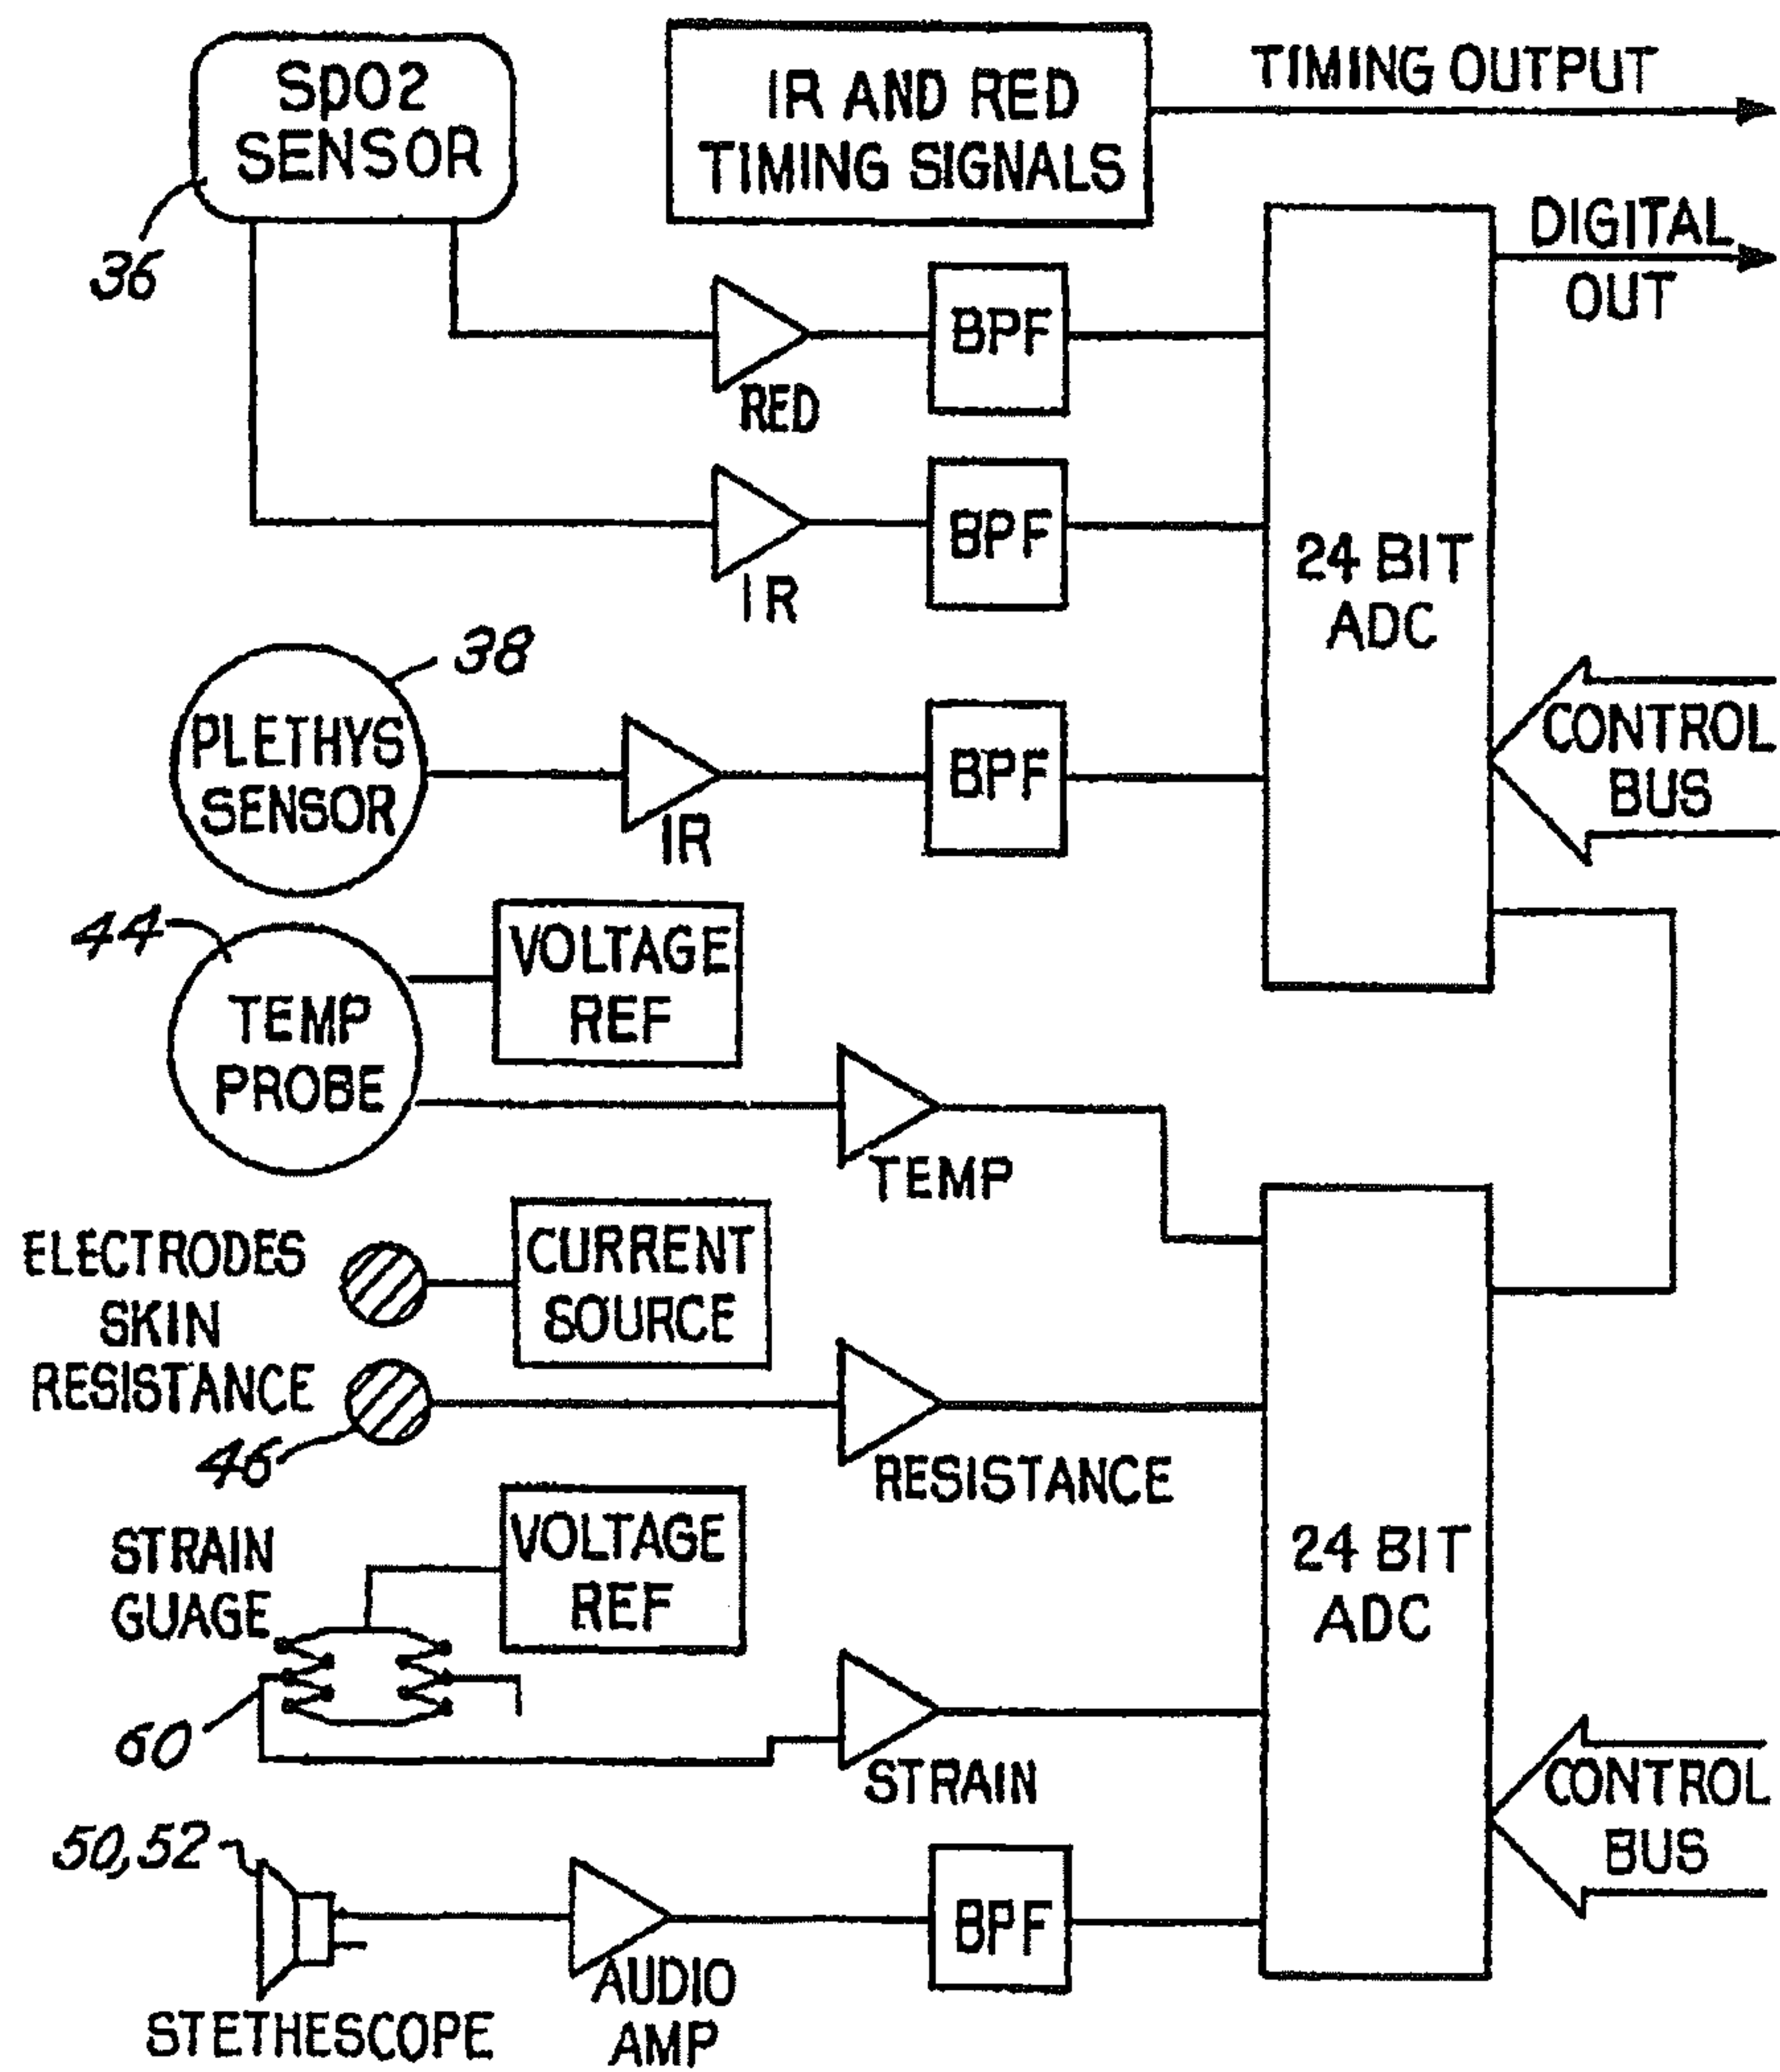 SpO2
SENSOR
36
IR AND RED
TIMING SIGNALS
TIMING OUTPUT
DIGITAL
OUT
BPF
RED
BPF
IR
24 BIT
ADC
38
PLETHYS
SENSOR
IR
BPF
CONTROL
BUS
44
TEMP
PROBE
VOLTAGE
REF
TEMP
ELECTRODES
SKIN
RESISTANCE
46
CURRENT
SOURCE
RESISTANCE
STRAIN
GUAGE
60
VOLTAGE
REF
STRAIN
24 BIT
ADC
CONTROL
BUS
50,52
STETHESCOPE
AUDIO
AMP
BPF